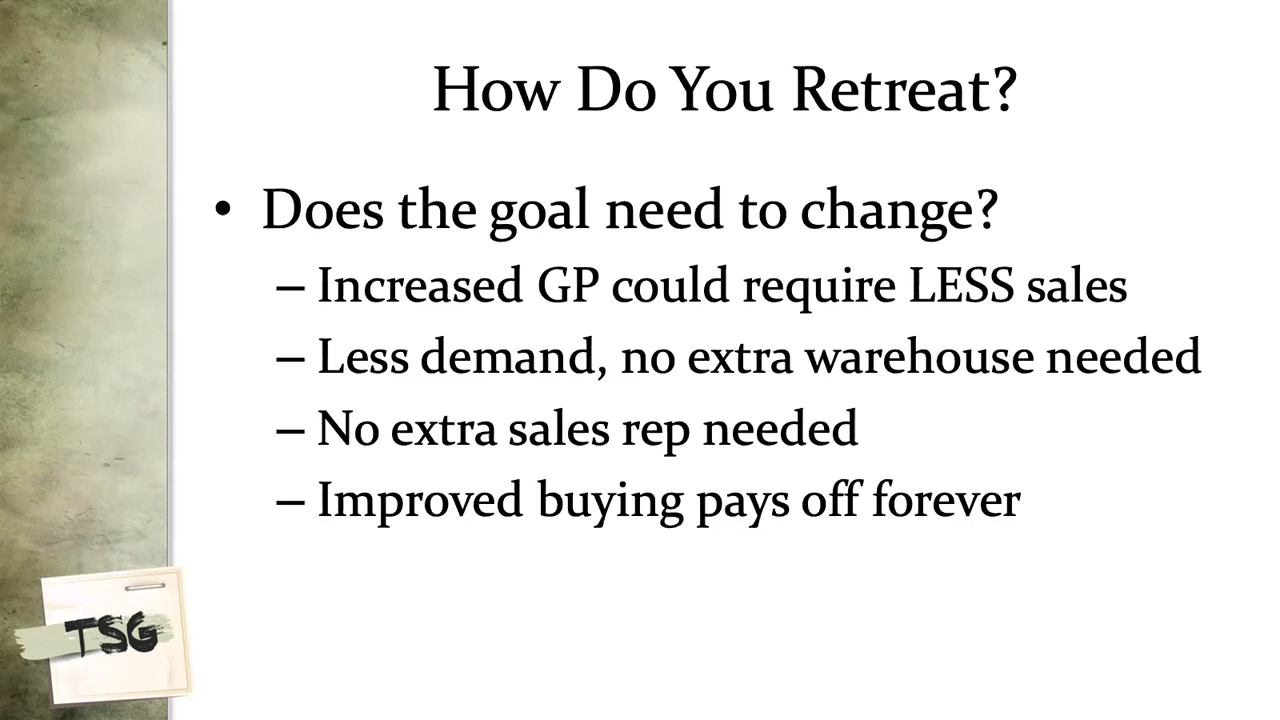 How Do You Retreat?
• Does the goal need to change?
– Increased GP could require LESS sales
– Less demand, no extra warehouse needed
– No extra sales rep needed
– Improved buying pays off forever
TSG